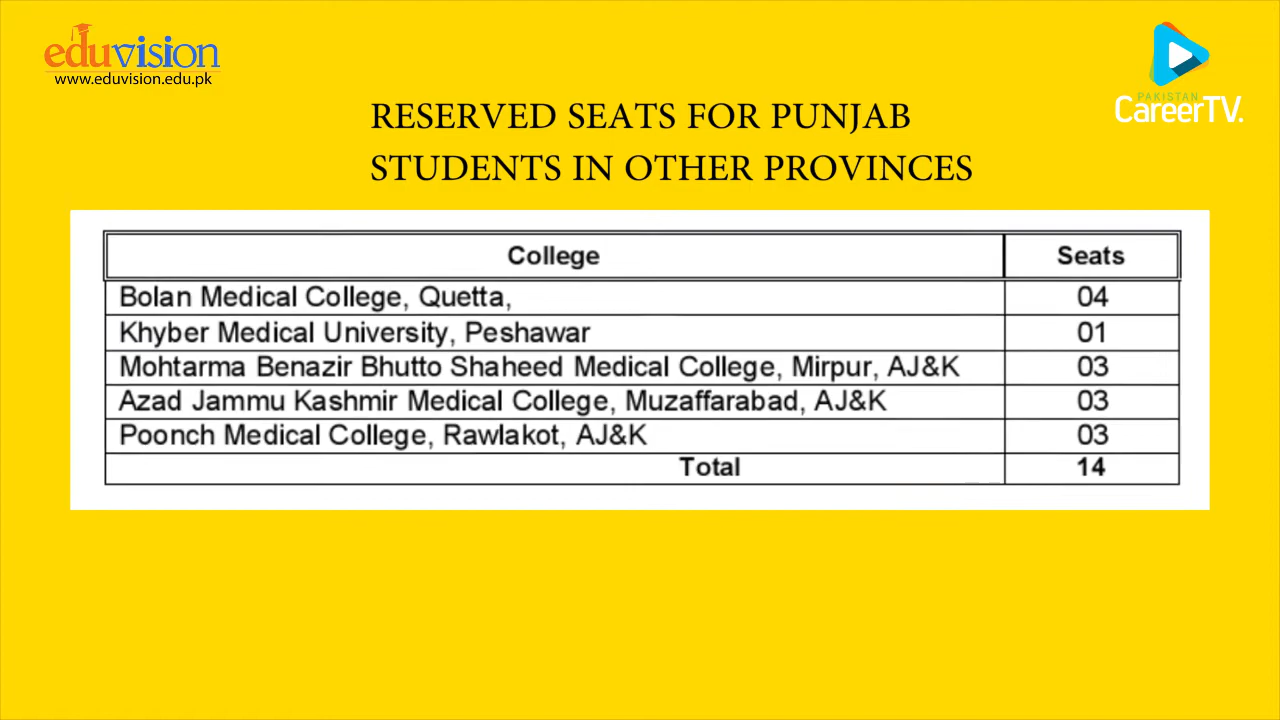 eduvision
www.eduvision.edu.pk
PAKISTAN
CareerTV.
RESERVED SEATS FOR PUNJAB
STUDENTS IN OTHER PROVINCES
College Seats
Bolan Medical College, Quetta, 04
Khyber Medical University, Peshawar 01
Mohtarma Benazir Bhutto Shaheed Medical College, Mirpur, AJ&K 03
Azad Jammu Kashmir Medical College, Muzaffarabad, AJ&K 03
Poonch Medical College, Rawlakot, AJ&K 03
Total 14